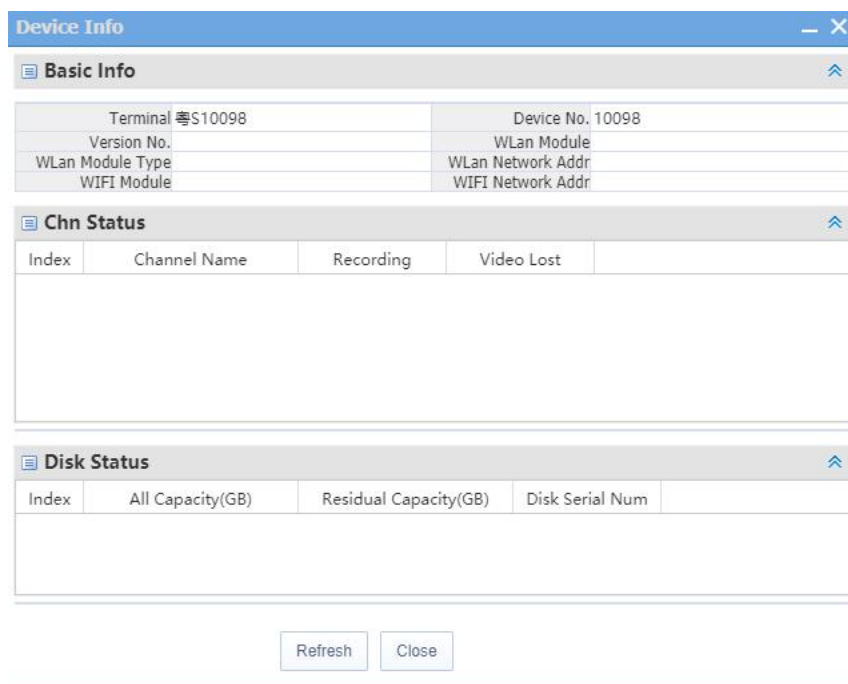 Device Info
Basic Info
Terminal 粤S10098 Device No. 10098
Version No. WLan Module
WLan Module Type WLan Network Addr
WIFI Module WIFI Network Addr
Chn Status
Index Channel Name Recording Video Lost
Disk Status
Index All Capacity(GB) Residual Capacity(GB) Disk Serial Num
Refresh Close